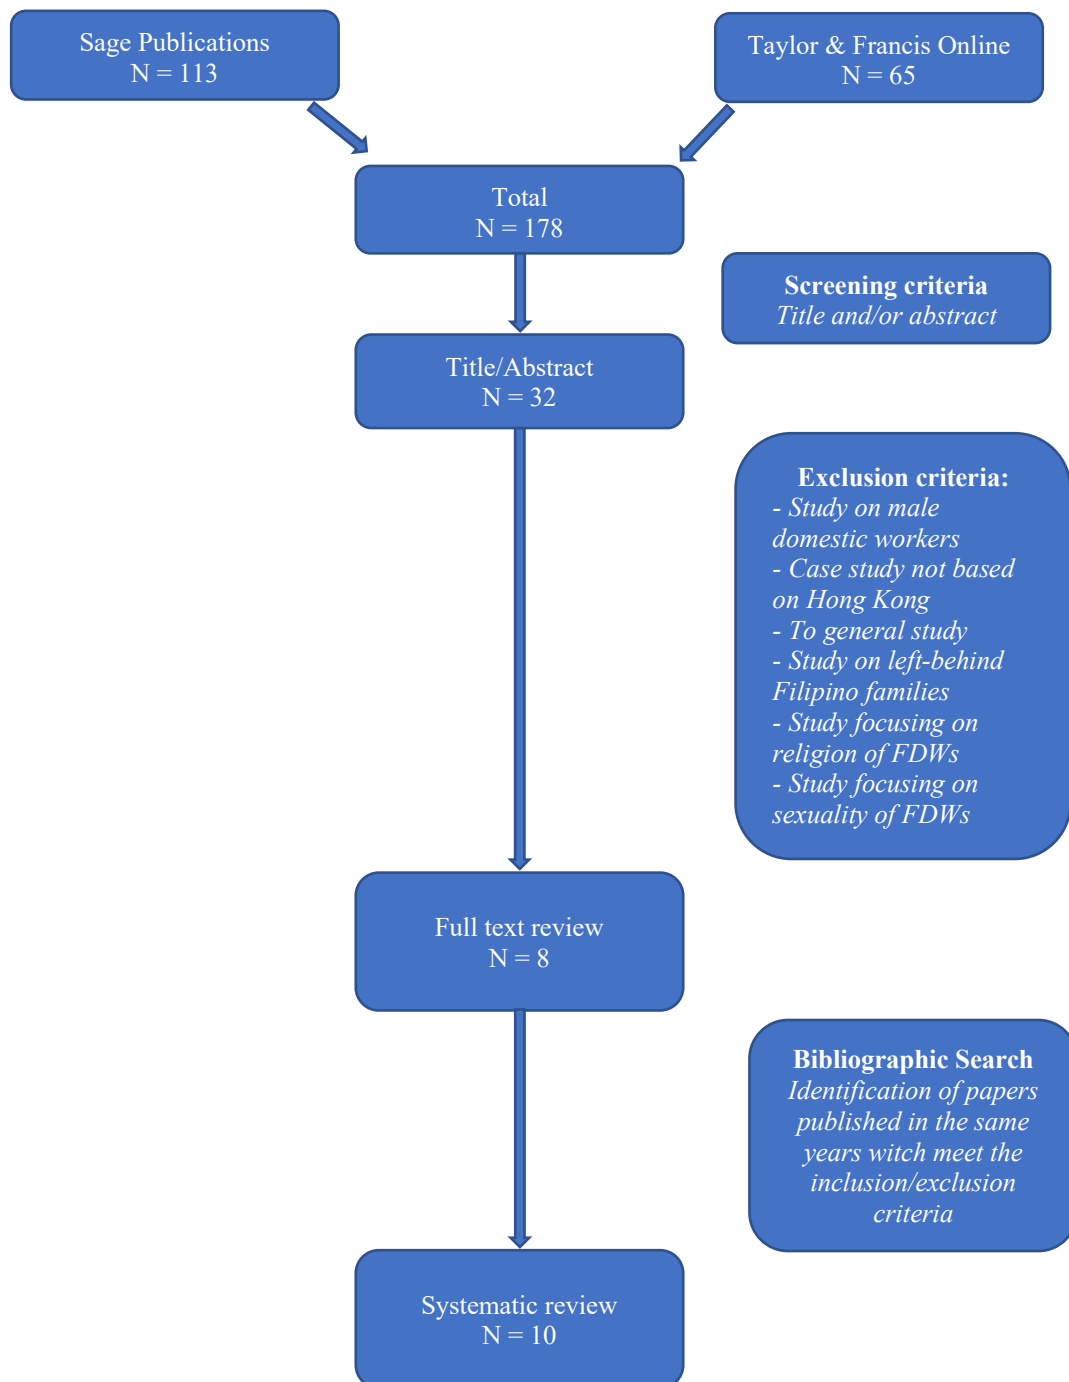 Sage Publications
N = 113
Taylor & Francis Online
N = 65
Total
N = 178
Screening criteria
Title and/or abstract
Title/Abstract
N = 32
Exclusion criteria:
- Study on male
domestic workers
- Case study not based
on Hong Kong
- To general study
- Study on left-behind
Filipino families
- Study focusing on
religion of FDWs
- Study focusing on
sexuality of FDWs
Full text review
N = 8
Bibliographic Search
Identification of papers
published in the same
years witch meet the
inclusion/exclusion
criteria
Systematic review
N = 10